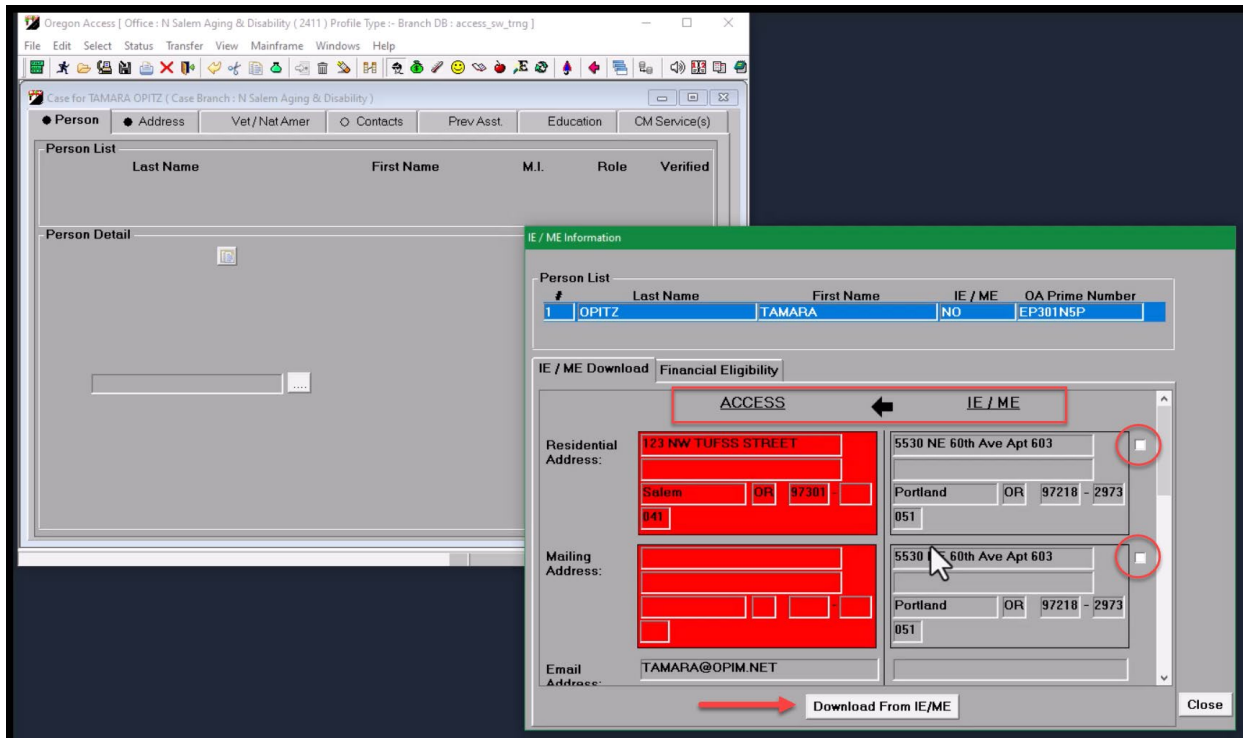 Oregon Access [ Office : N Salem Aging & Disability ( 2411 ) Profile Type :- Branch DB : access_sw_trng ]
File Edit Select Status Transfer View Mainframe Windows Help
Case for TAMARA OPITZ ( Case Branch : N Salem Aging & Disability )
Person Address Vet / Nat Amer Contacts Prev Asst. Education CM Service(s)
Person List
Last Name First Name M.I. Role Verified
Person Detail
....
IE / ME Information
Person List
# Last Name First Name IE / ME OA Prime Number
1 OPITZ TAMARA NO EP301N5P
IE / ME Download Financial Eligibility
ACCESS IE / ME
Residential Address:
123 NW TUFSS STREET
Salem OR 97301 -
041
5530 NE 60th Ave Apt 603
Portland OR 97218 - 2973
051
Mailing Address:
-
5530 60th Ave Apt 603
Portland OR 97218 - 2973
051
Email Address:
TAMARA@OPIM.NET
Download From IE/ME
Close